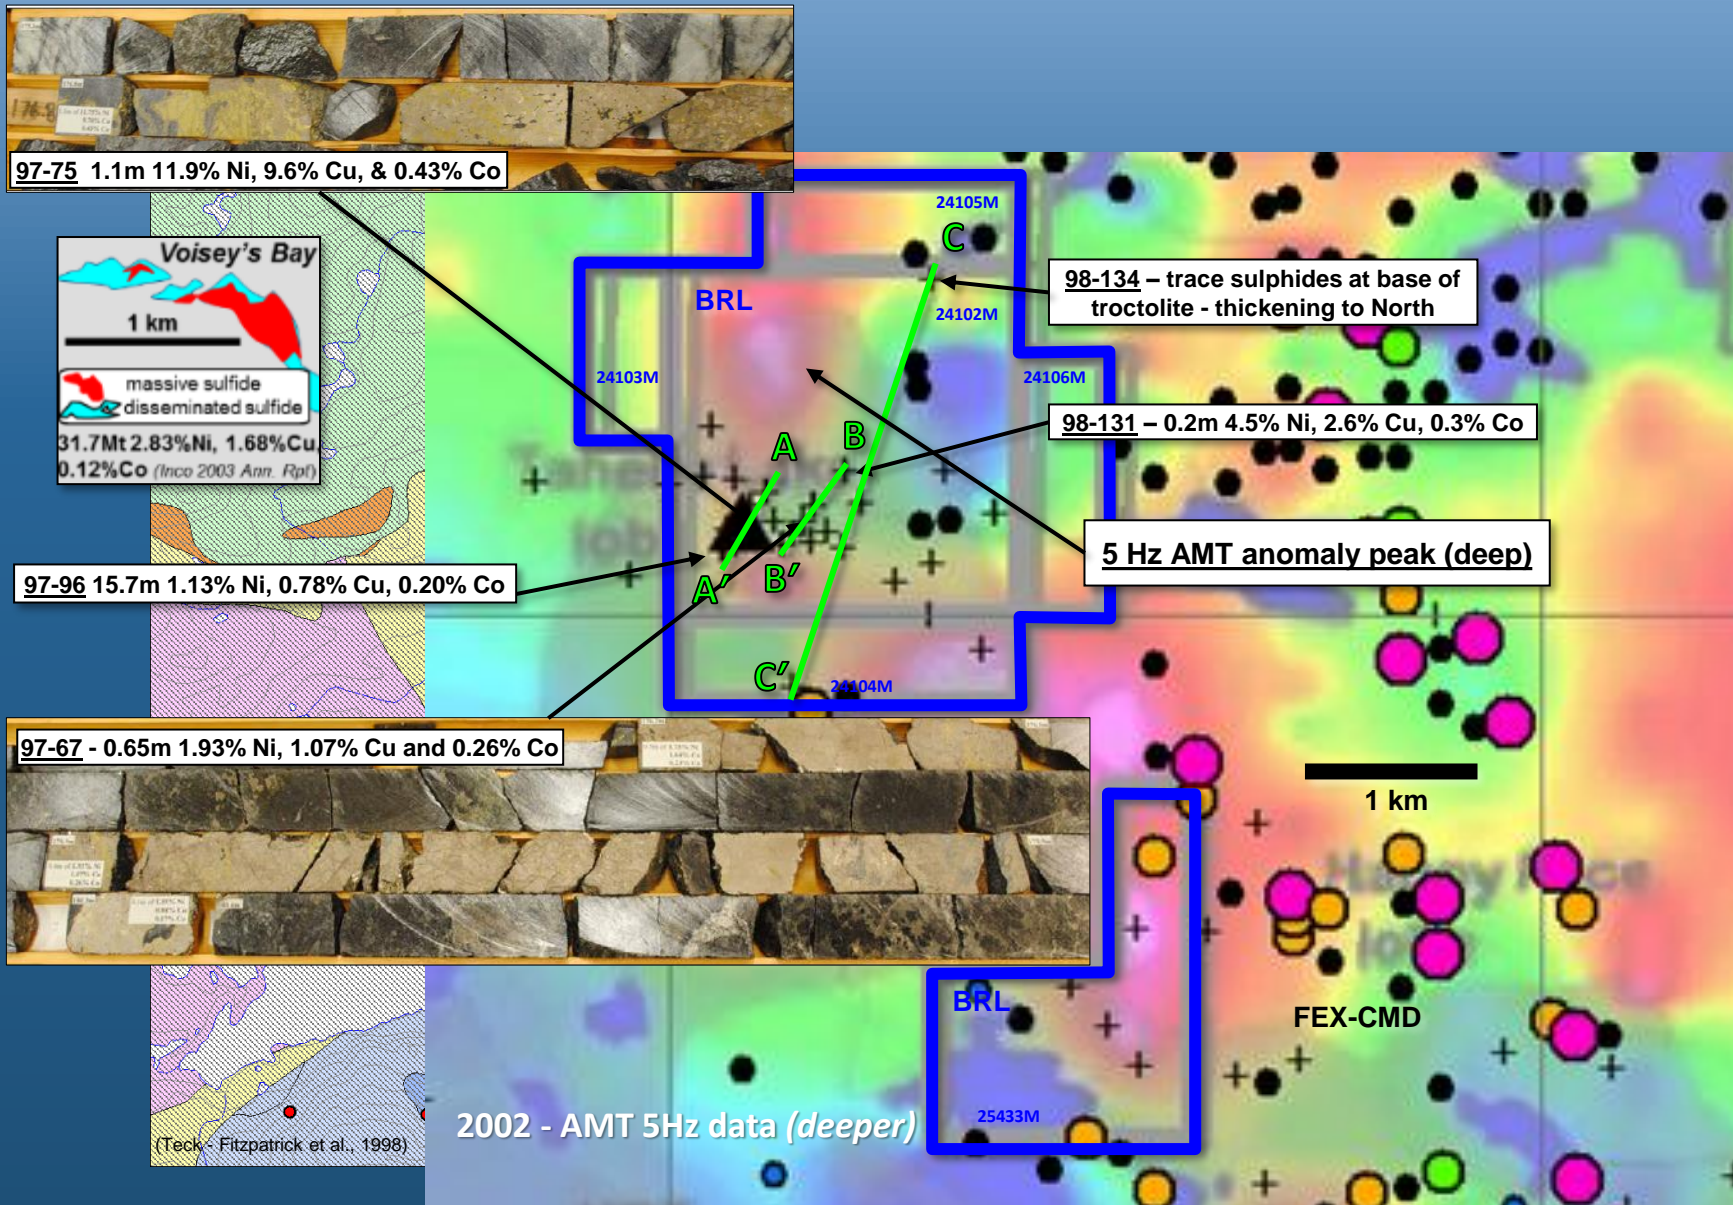 97-75 1.1m 11.9% Ni, 9.6% Cu, & 0.43% Co
176.8
Voisey's Bay
1 km
massive sulfide
disseminated sulfide
31.7Mt 2.83%Ni, 1.68%Cu,
0.12%Co (Inco 2003 Ann. Rpt)
24105M
C
BRL
98-134 – trace sulphides at base of
troctolite - thickening to North
24102M
24103M
24106M
98-131 – 0.2m 4.5% Ni, 2.6% Cu, 0.3% Co
A
B
5 Hz AMT anomaly peak (deep)
97-96 15.7m 1.13% Ni, 0.78% Cu, 0.20% Co
A′
B′
C′
24104M
97-67 - 0.65m 1.93% Ni, 1.07% Cu and 0.26% Co
1 km
BRL
FEX-CMD
25433M
2002 - AMT 5Hz data (deeper)
(Teck - Fitzpatrick et al., 1998)